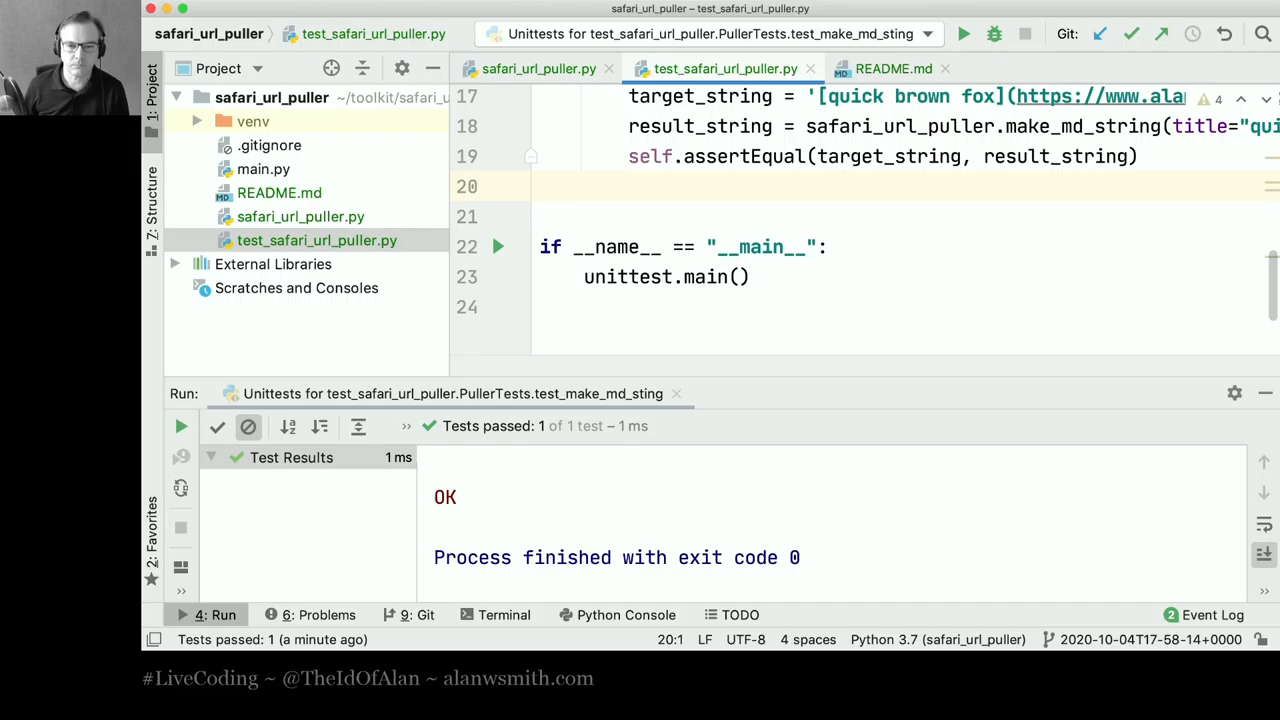 safari_url_puller – test_safari_url_puller.py
safari_url_puller
test_safari_url_puller.py
Unittests for test_safari_url_puller.PullerTests.test_make_md_sting
Git:
1: Project
Project
safari_url_puller.py
test_safari_url_puller.py
README.md
safari_url_puller ~/toolkit/safari_u
venv
.gitignore
main.py
README.md
safari_url_puller.py
test_safari_url_puller.py
External Libraries
Scratches and Consoles
7: Structure
2: Favorites
17 target_string = '[quick brown fox](https://www.ala
4
18 result_string = safari_url_puller.make_md_string(title="qui
19 self.assertEqual(target_string, result_string)
20
21
22 if __name__ == "__main__":
23 unittest.main()
24
Run: Unittests for test_safari_url_puller.PullerTests.test_make_md_sting
Tests passed: 1 of 1 test – 1 ms
Test Results 1 ms
OK
Process finished with exit code 0
4: Run 6: Problems 9: Git Terminal Python Console TODO 2 Event Log
Tests passed: 1 (a minute ago) 20:1 LF UTF-8 4 spaces Python 3.7 (safari_url_puller) 2020-10-04T17-58-14+0000
#LiveCoding ~ @TheIdOfAlan ~ alanwsmith.com